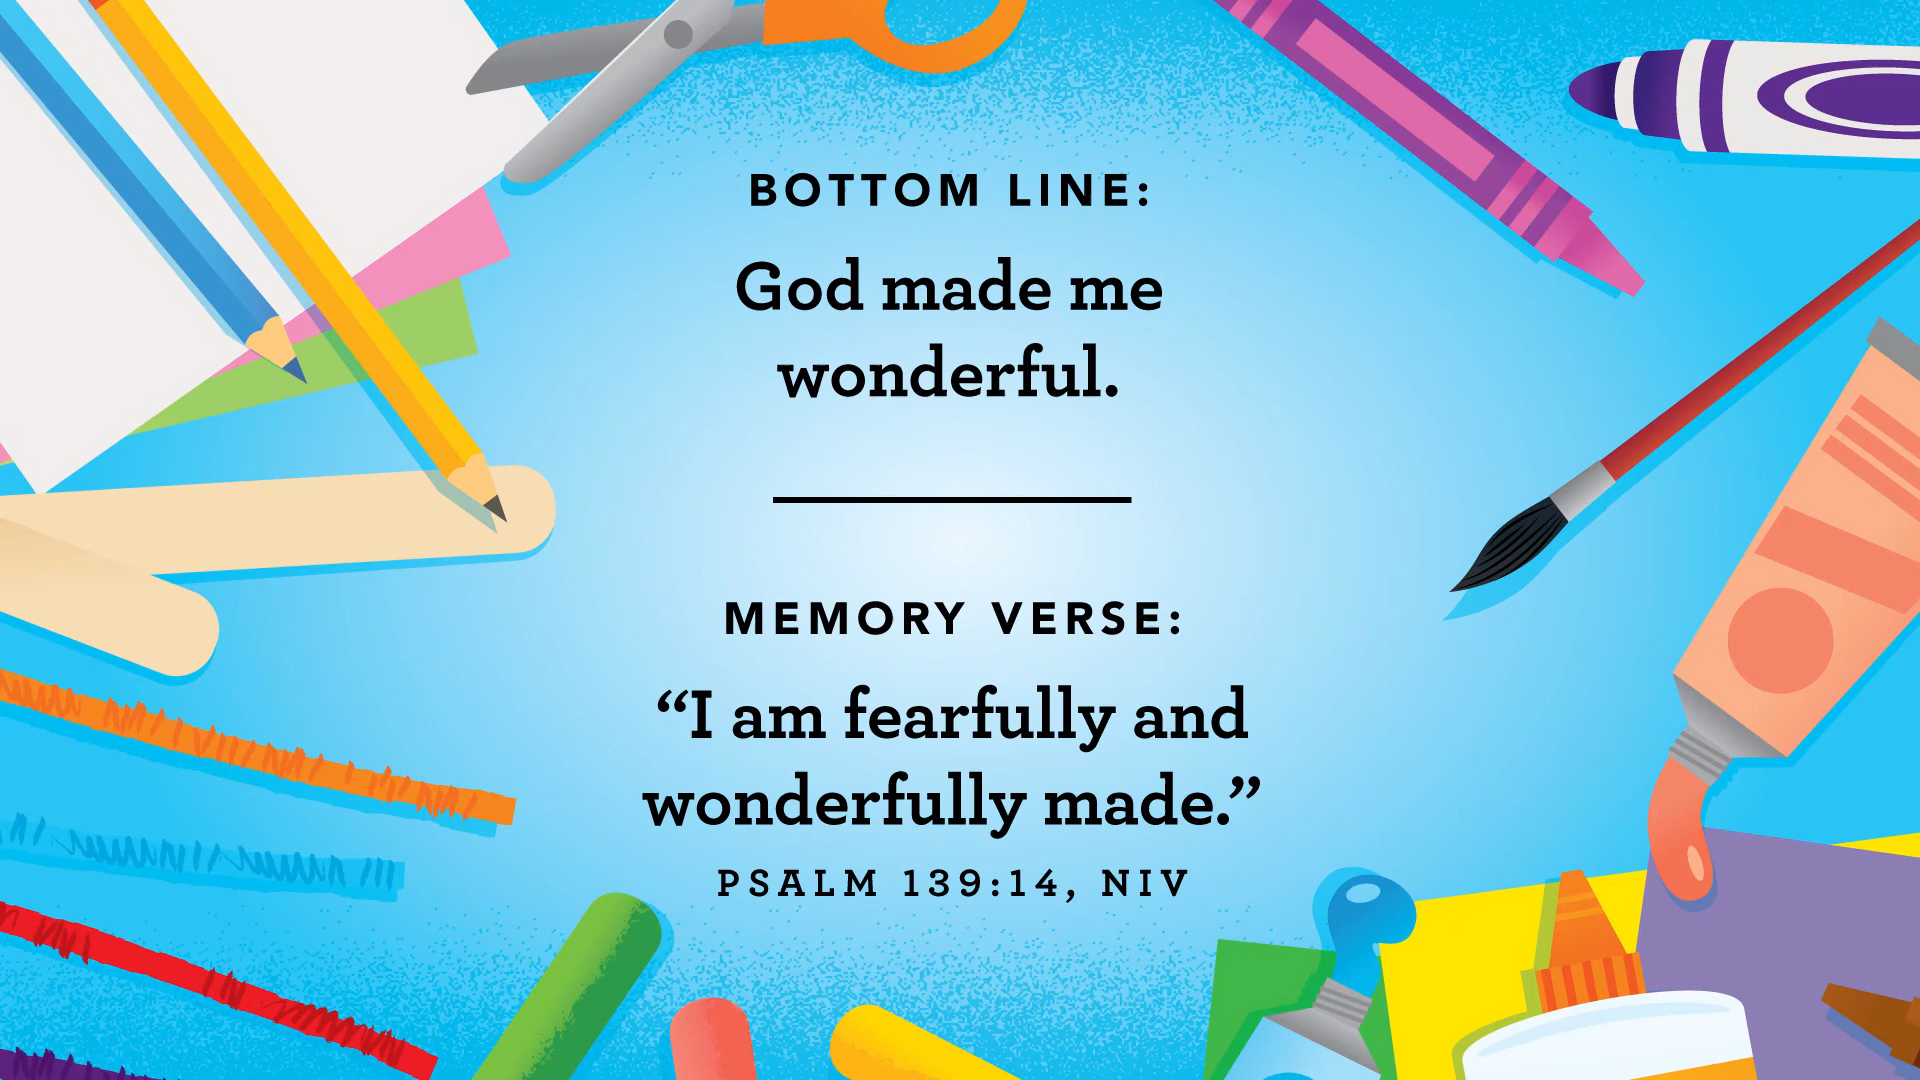 BOTTOM LINE:
God made me
wonderful.
MEMORY VERSE:
“I am fearfully and
wonderfully made.”
PSALM 139:14, NIV